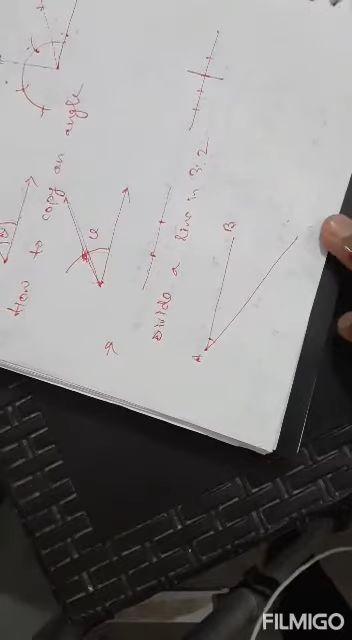 How to copy an angle
θ
Divide a line in 3:2
B
A
FILMIGO